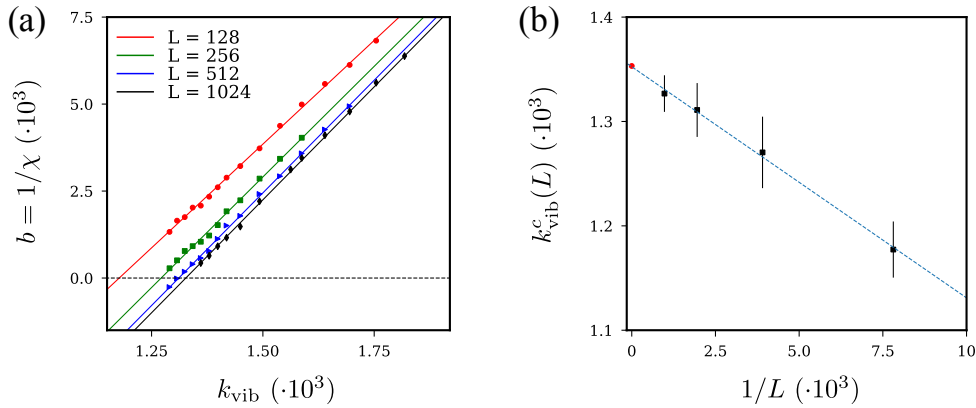 (a)
7.5
5.0
2.5
0.0
b = 1/χ (·10³)
L = 128
L = 256
L = 512
L = 1024
1.25
1.50
1.75
k_vib (·10³)
(b)
1.4
1.3
1.2
1.1
k^c_vib(L) (·10³)
0
2.5
5.0
7.5
10
1/L (·10³)